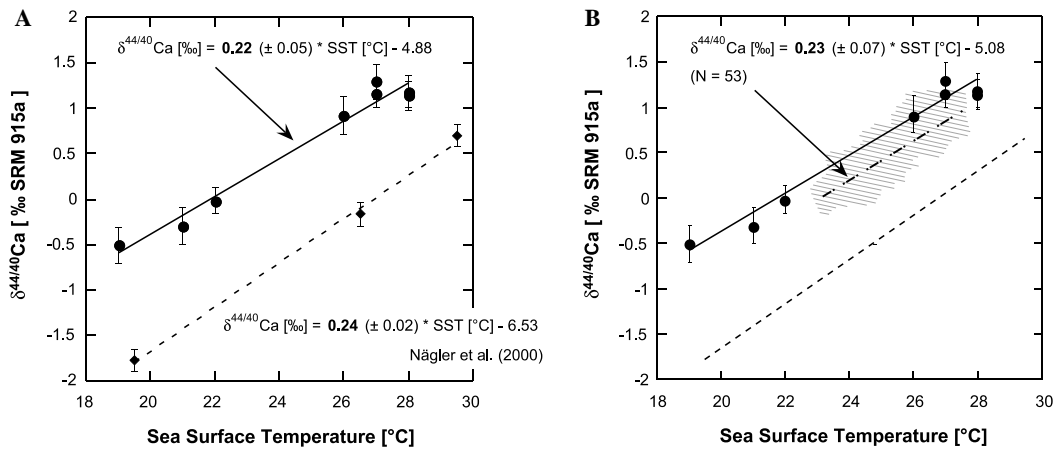 A
δ44/40Ca [‰] = 0.22 (± 0.05) * SST [°C] - 4.88
2
1.5
1
0.5
0
-0.5
-1
-1.5
-2
δ44/40Ca [ ‰ SRM 915a ]
δ44/40Ca [‰] = 0.24 (± 0.02) * SST [°C] - 6.53
Nägler et al. (2000)
18 20 22 24 26 28 30
Sea Surface Temperature [°C]
B
δ44/40Ca [‰] = 0.23 (± 0.07) * SST [°C] - 5.08
(N = 53)
2
1.5
1
0.5
0
-0.5
-1
-1.5
-2
δ44/40Ca [ ‰ SRM 915a ]
18 20 22 24 26 28 30
Sea Surface Temperature [°C]